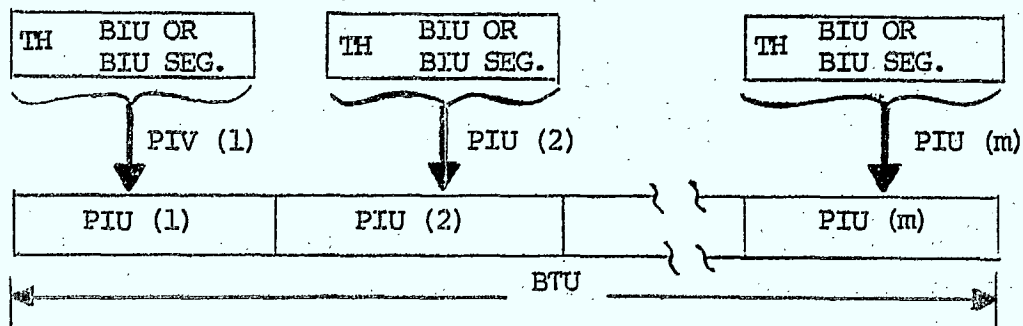 TH BIU OR BIU SEG.
TH BIU OR BIU SEG.
TH BIU OR BIU SEG.
PIV (1)
PIU (2)
PIU (m)
PIU (1) PIU (2) PIU (m)
BTU